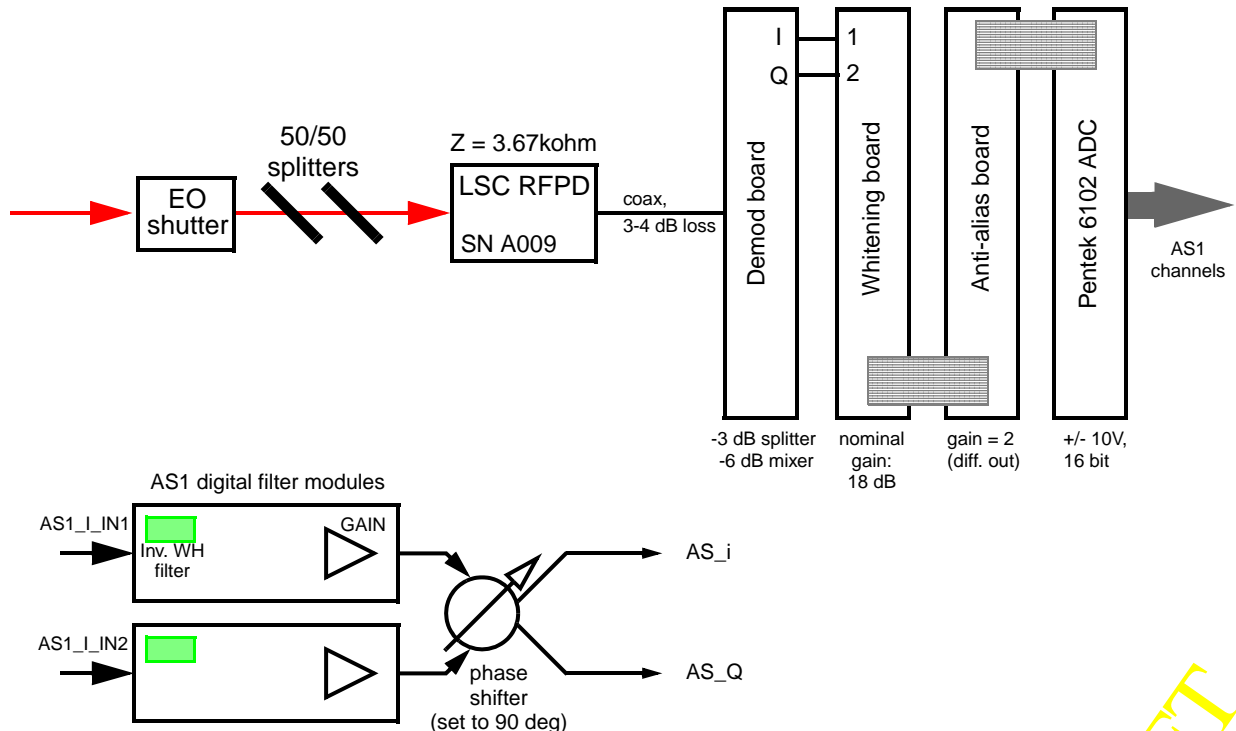 50/50
splitters
EO
shutter
Z = 3.67kohm
LSC RFPD
SN A009
coax,
3-4 dB loss
I
Q
Demod board
1
2
Whitening board
Anti-alias board
Pentek 6102 ADC
AS1
channels
-3 dB splitter
-6 dB mixer
nominal
gain:
18 dB
gain = 2
(diff. out)
+/- 10V,
16 bit
AS1 digital filter modules
AS1_I_IN1
Inv. WH
filter
GAIN
AS_i
AS1_I_IN2
AS_Q
phase
shifter
(set to 90 deg)